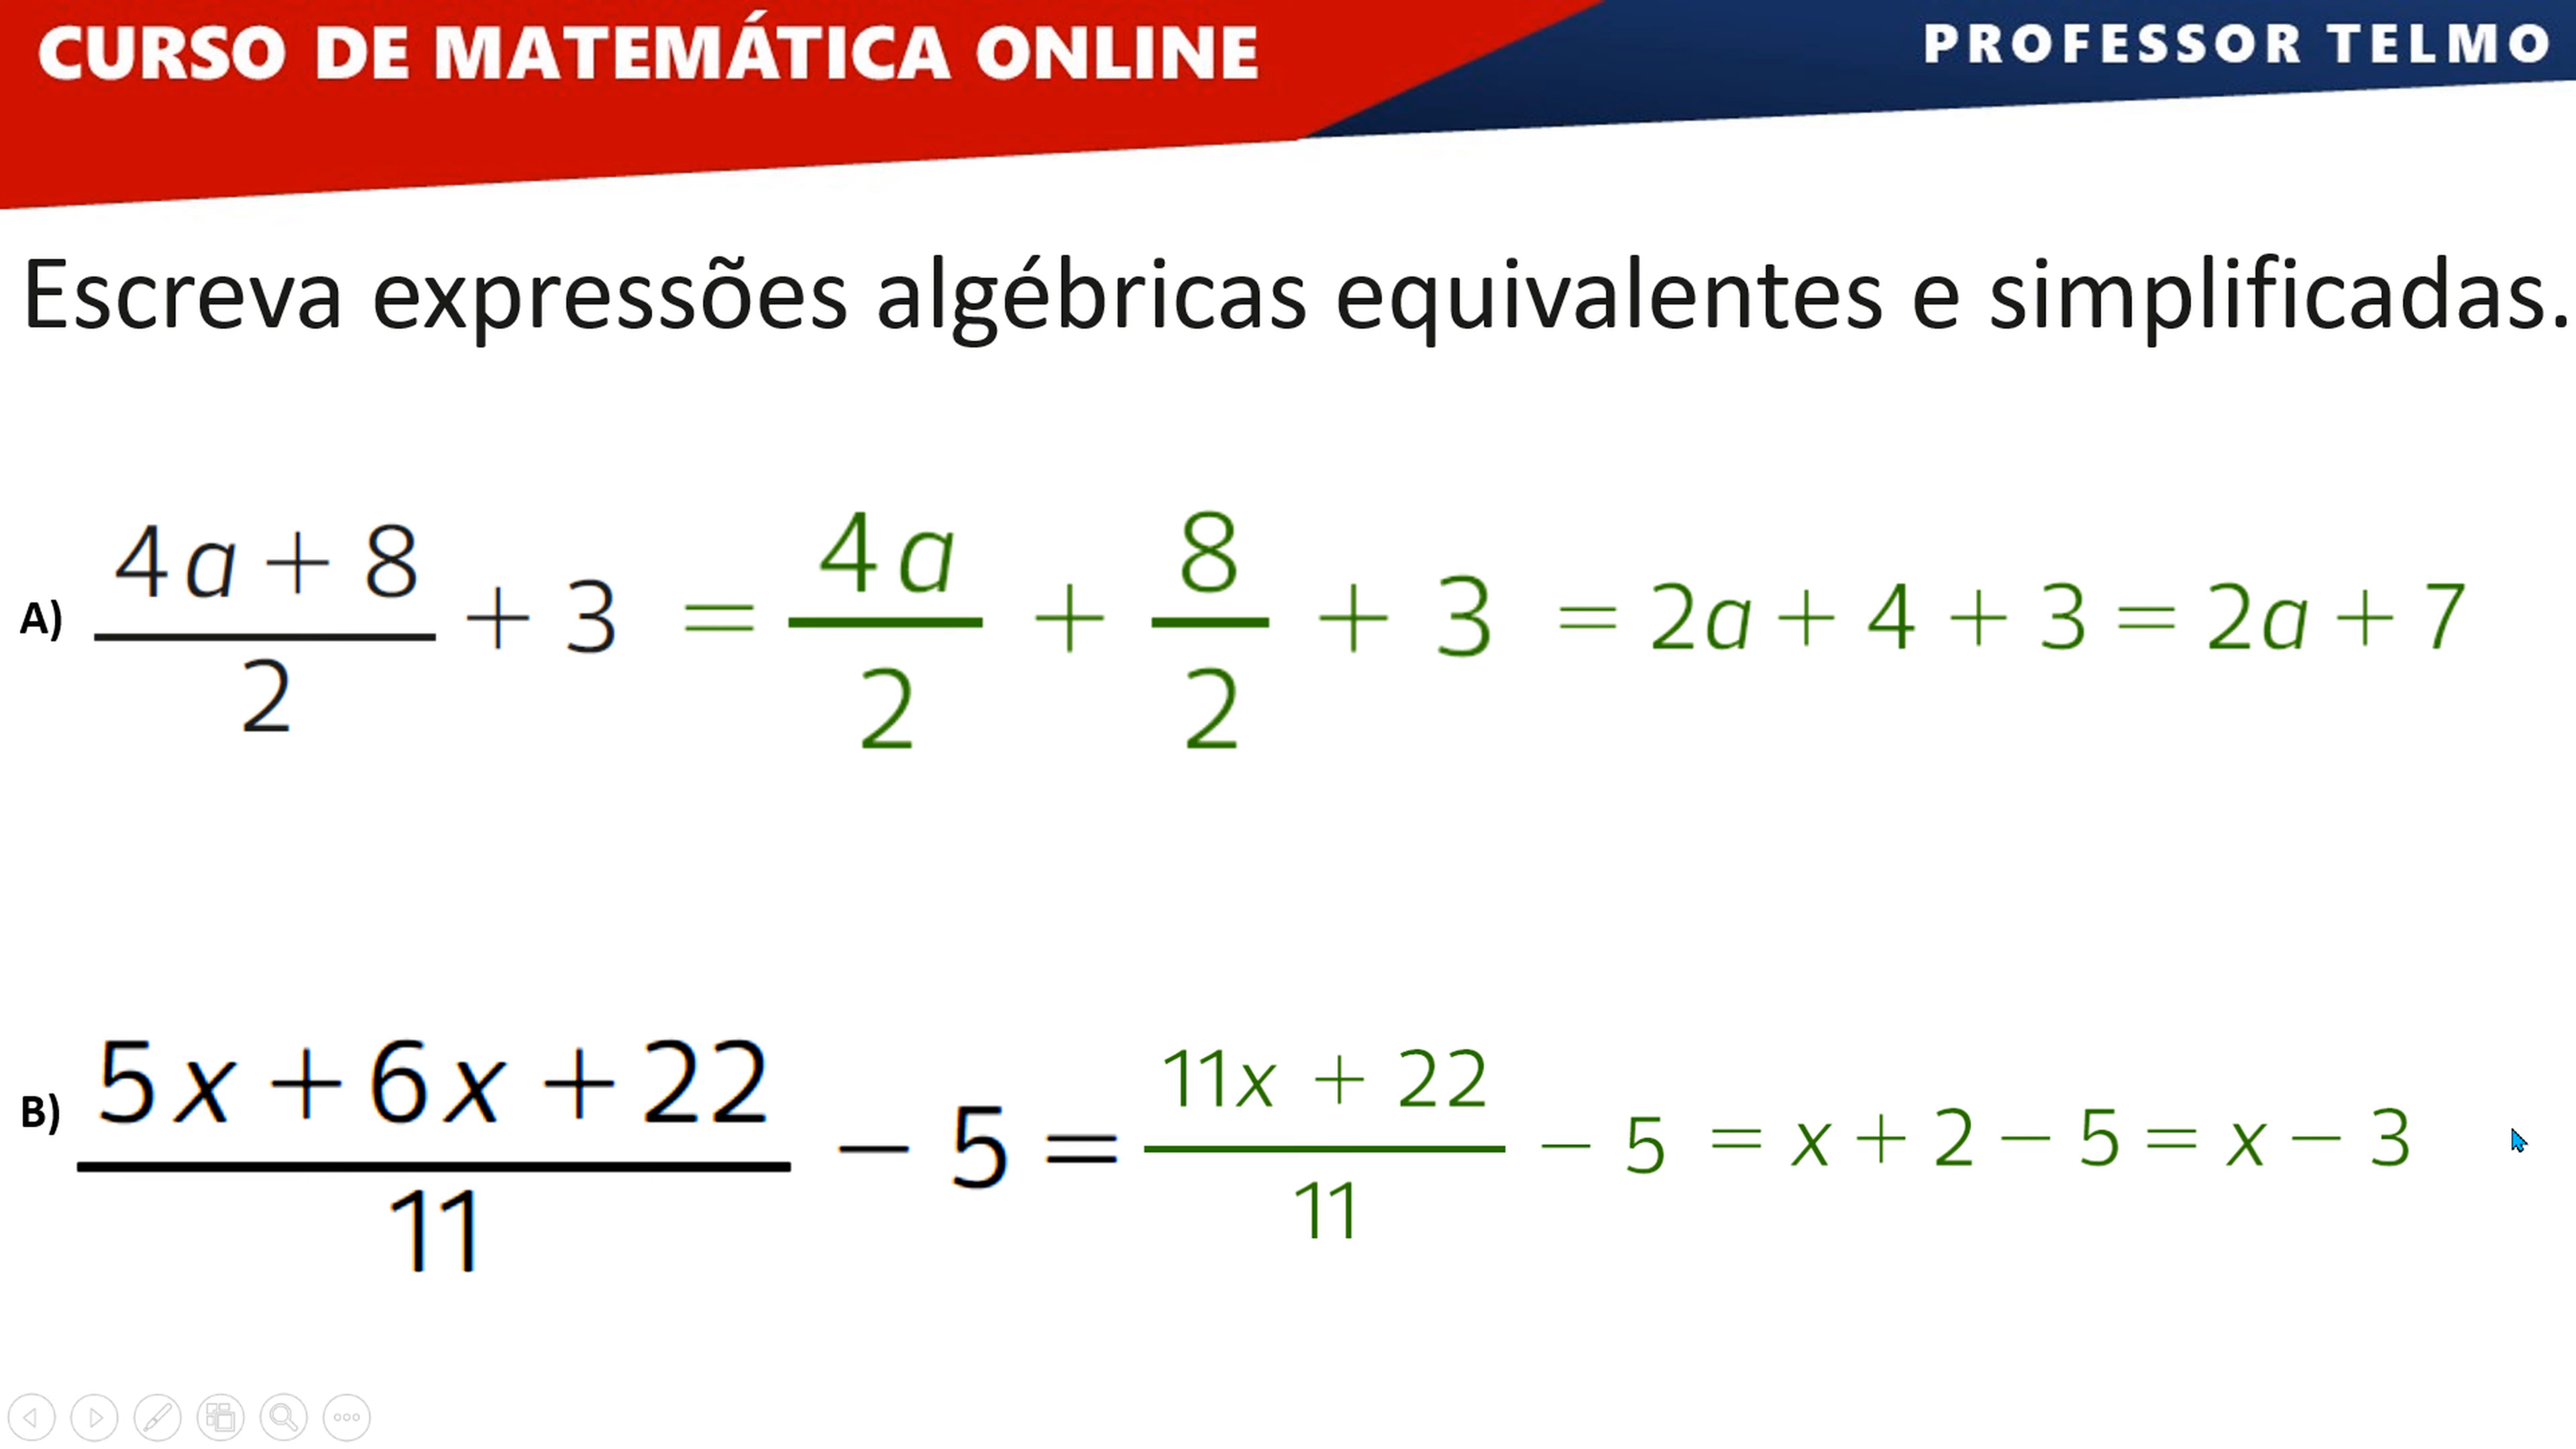 CURSO DE MATEMÁTICA ONLINE
PROFESSOR TELMO
Escreva expressões algébricas equivalentes e simplificadas.
A) (4a + 8)/2 + 3 = 4a/2 + 8/2 + 3 = 2a + 4 + 3 = 2a + 7
B) (5x + 6x + 22)/11 − 5 = (11x + 22)/11 − 5 = x + 2 − 5 = x − 3